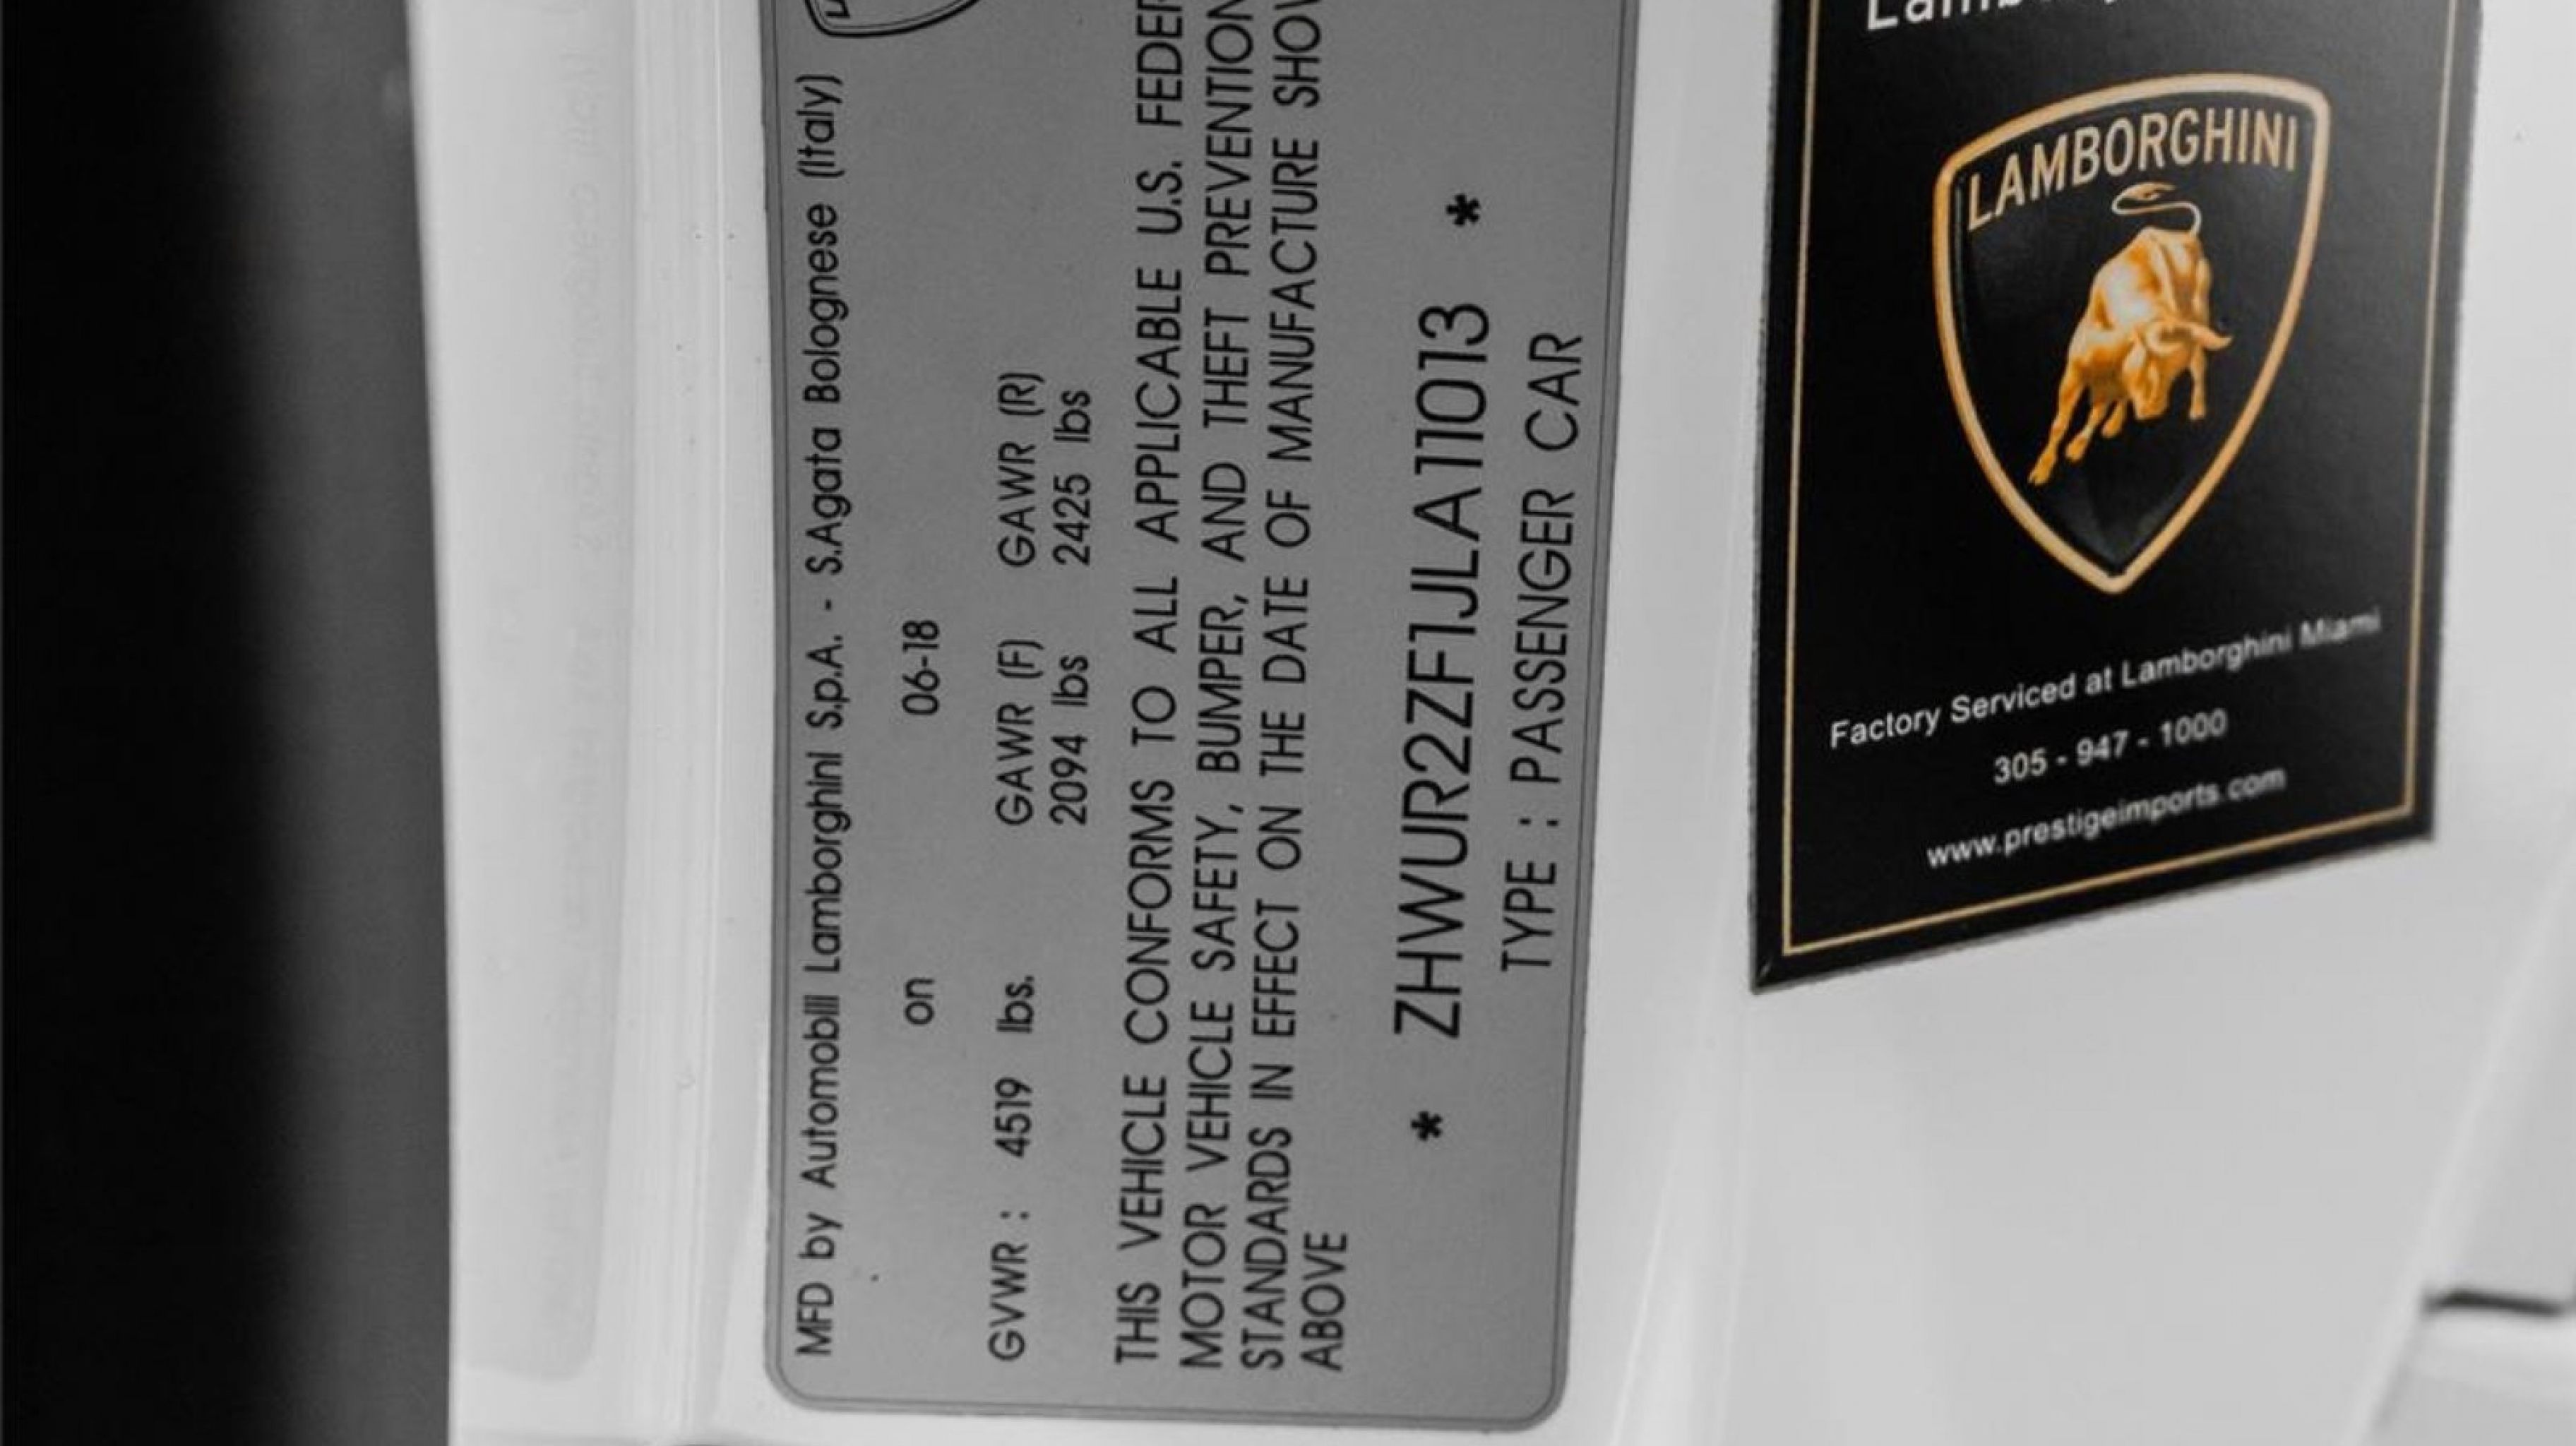 MFD by Automobili Lamborghini S.p.A. - S.Agata Bolognese (Italy)
on 06-18
GVWR : 4519 lbs. GAWR (F) GAWR (R)
2094 lbs 2425 lbs
THIS VEHICLE CONFORMS TO ALL APPLICABLE U.S. FEDER
MOTOR VEHICLE SAFETY, BUMPER, AND THEFT PREVENTION
STANDARDS IN EFFECT ON THE DATE OF MANUFACTURE SHOW
ABOVE
* ZHWUR2ZF1JLA11013 *
TYPE : PASSENGER CAR
LAMBORGHINI
Factory Serviced at Lamborghini Miami
305 - 947 - 1000
www.prestigeimports.com